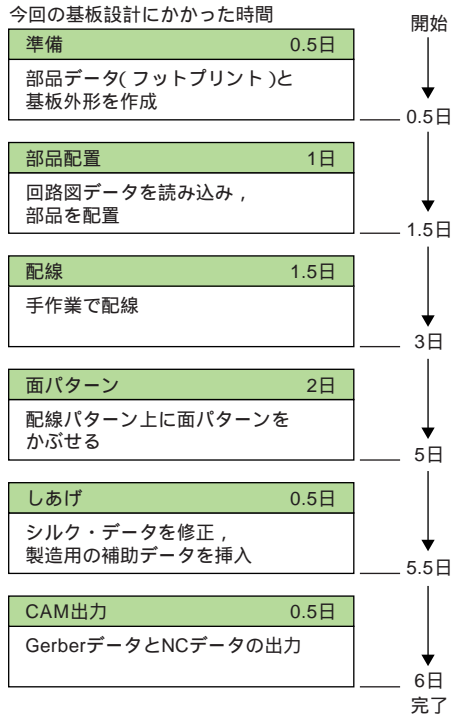 今回の基板設計にかかった時間
開始
準備 0.5日
部品データ(フットプリント)と
基板外形を作成
0.5日
部品配置 1日
回路図データを読み込み,
部品を配置
1.5日
配線 1.5日
手作業で配線
3日
面パターン 2日
配線パターン上に面パターンを
かぶせる
5日
しあげ 0.5日
シルク・データを修正,
製造用の補助データを挿入
5.5日
CAM出力 0.5日
GerberデータとNCデータの出力
6日
完了